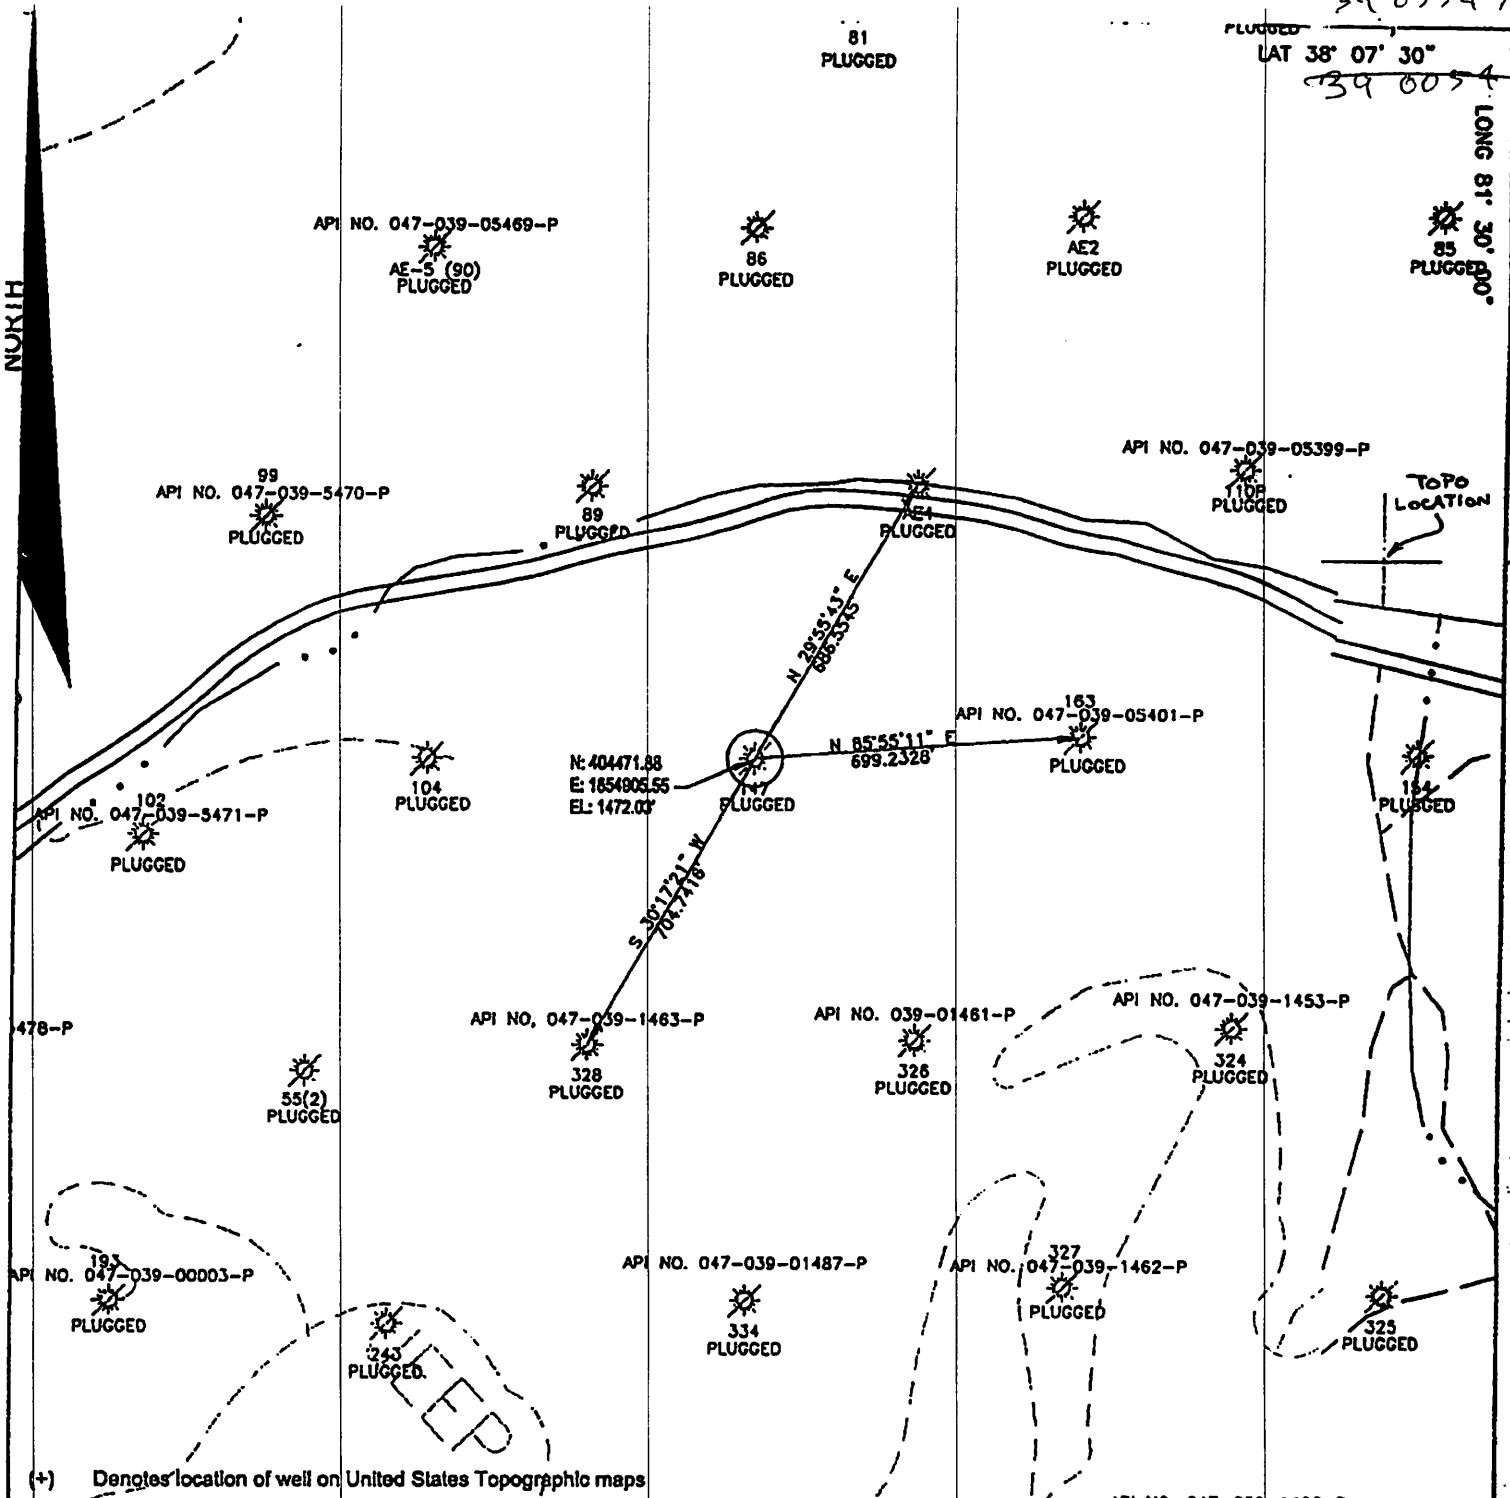 81
PLUGGED
PLUGGED
LAT 38° 07' 30"
LONG 81° 30' 00"
NORTH
API NO. 047-039-05469-P
AE-5 (90)
PLUGGED
86
PLUGGED
AE2
PLUGGED
85
PLUGGED
99
API NO. 047-039-5470-P
PLUGGED
89
PLUGGED
PLUGGED
API NO. 047-039-05399-P
PLUGGED
TOPO
LOCATION
N 29°55'43" E
686.5545'
163
API NO. 047-039-05401-P
PLUGGED
N 85°55'11" E
699.2328'
N: 404471.88
E: 1854905.55
EL: 1472.03'
147
PLUGGED
104
PLUGGED
102
API NO. 047-039-5471-P
PLUGGED
PLUGGED
S 30°17'21" W
704.7418'
478-P
API NO. 047-039-1463-P
328
PLUGGED
API NO. 039-01461-P
326
PLUGGED
API NO. 047-039-1453-P
324
PLUGGED
55(2)
PLUGGED
193
API NO. 047-039-00003-P
PLUGGED
243
PLUGGED
API NO. 047-039-01487-P
334
PLUGGED
327
API NO. 047-039-1462-P
PLUGGED
325
PLUGGED
(+) Denotes location of well on United States Topographic maps